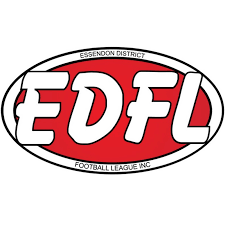 ESSENDON DISTRICT
EDFL
FOOTBALL LEAGUE INC